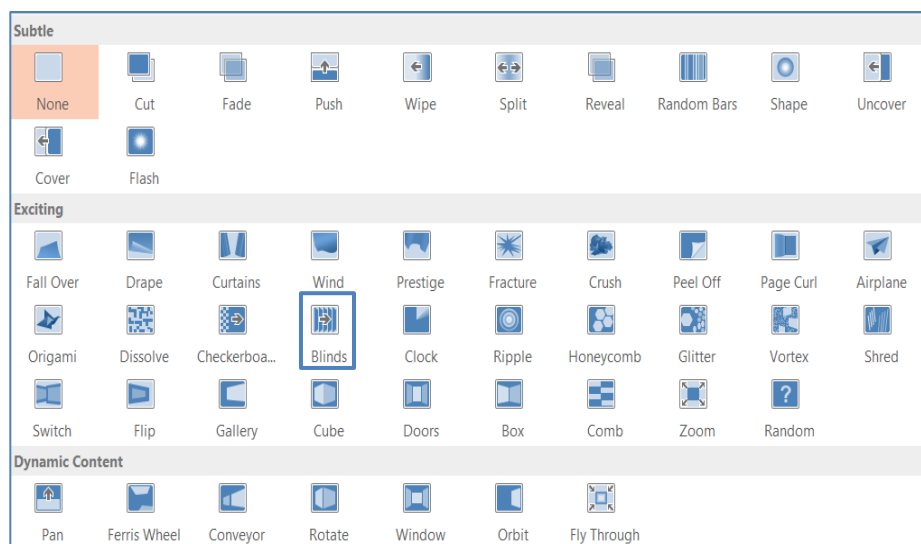 Subtle
None Cut Fade Push Wipe Split Reveal Random Bars Shape Uncover
Cover Flash
Exciting
Fall Over Drape Curtains Wind Prestige Fracture Crush Peel Off Page Curl Airplane
Origami Dissolve Checkerboa... Blinds Clock Ripple Honeycomb Glitter Vortex Shred
Switch Flip Gallery Cube Doors Box Comb Zoom Random
Dynamic Content
Pan Ferris Wheel Conveyor Rotate Window Orbit Fly Through